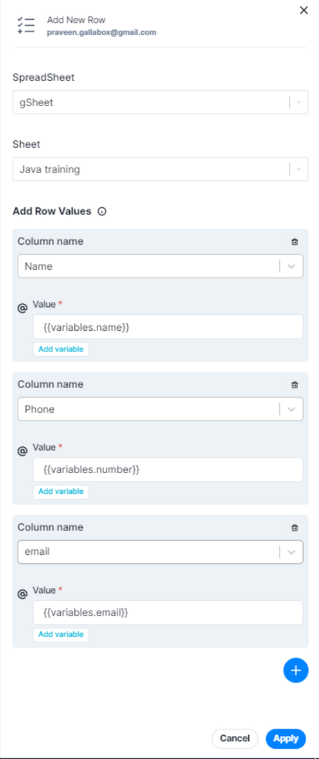 Add New Row
praveen.gallabox@gmail.com
SpreadSheet
gSheet
Sheet
Java training
Add Row Values
Column name
Name
@ Value *
{{variables.name}}
Add variable
Column name
Phone
@ Value *
{{variables.number}}
Add variable
Column name
email
@ Value *
{{variables.email}}
Add variable
Cancel Apply